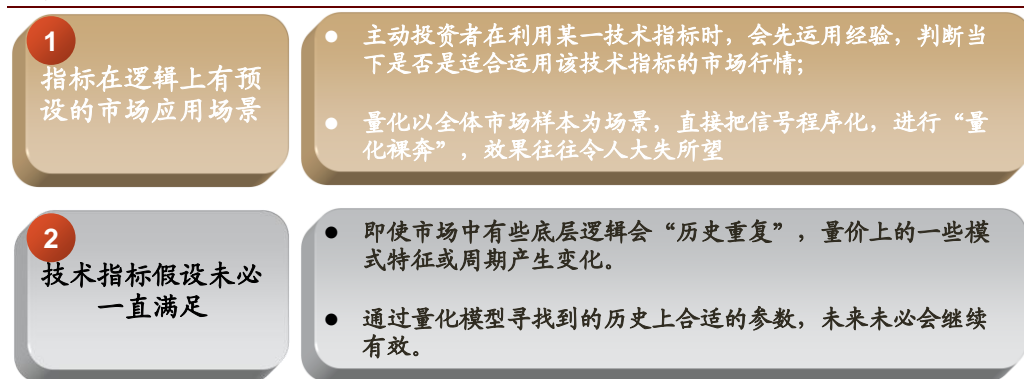 1
指标在逻辑上有预
设的市场应用场景
● 主动投资者在利用某一技术指标时，会先运用经验，判断当
下是否是适合运用该技术指标的市场行情；
● 量化以全体市场样本为场景，直接把信号程序化，进行“量
化裸奔”，效果往往令人大失所望
2
技术指标假设未必
一直满足
● 即使市场中有些底层逻辑会“历史重复”，量价上的一些模
式特征或周期产生变化。
● 通过量化模型寻找到的历史上合适的参数，未来未必会继续
有效。